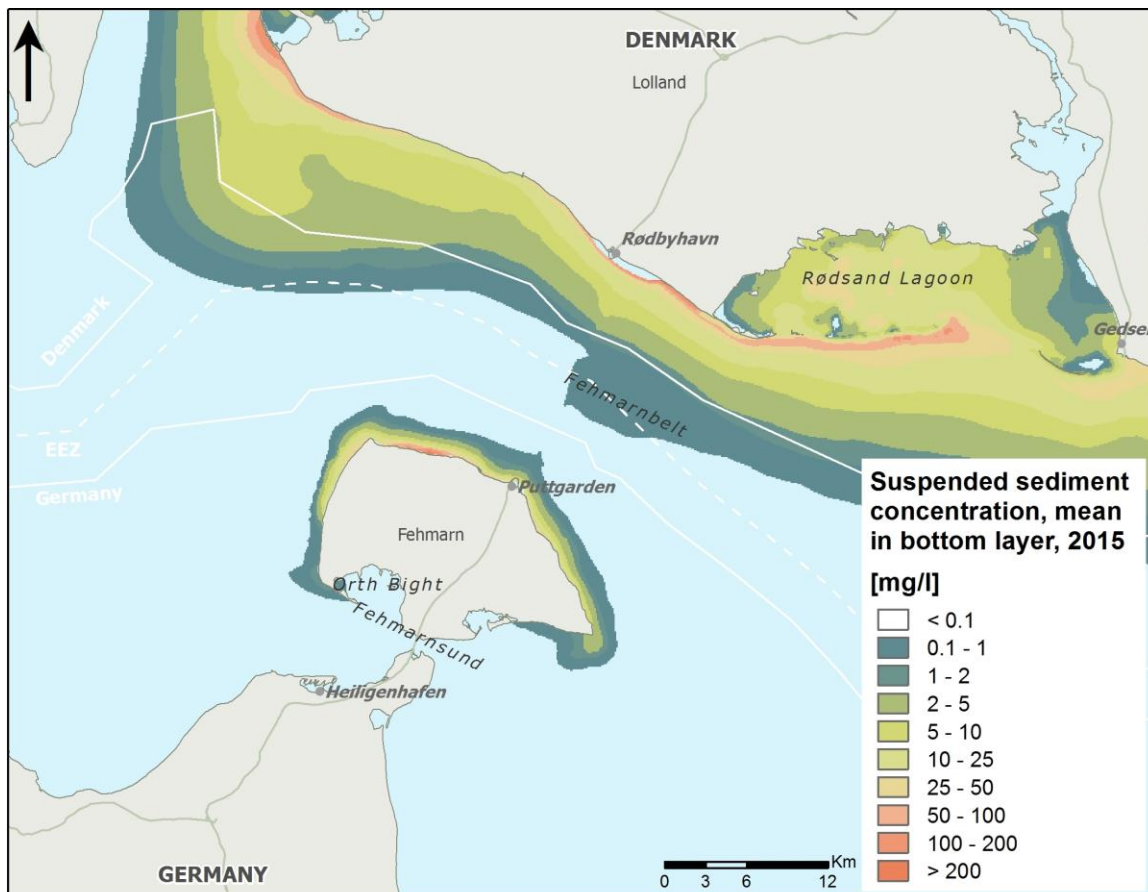 DENMARK
Lolland
Rødbyhavn
Rødsand Lagoon
Gedser
Denmark
Fehmarnbelt
EEZ
Germany
Puttgarden
Fehmarn
Orth Bight
Fehmarnsund
Heiligenhafen
GERMANY
Suspended sediment
concentration, mean
in bottom layer, 2015
[mg/l]
< 0.1
0.1 - 1
1 - 2
2 - 5
5 - 10
10 - 25
25 - 50
50 - 100
100 - 200
> 200
Km
0 3 6 12